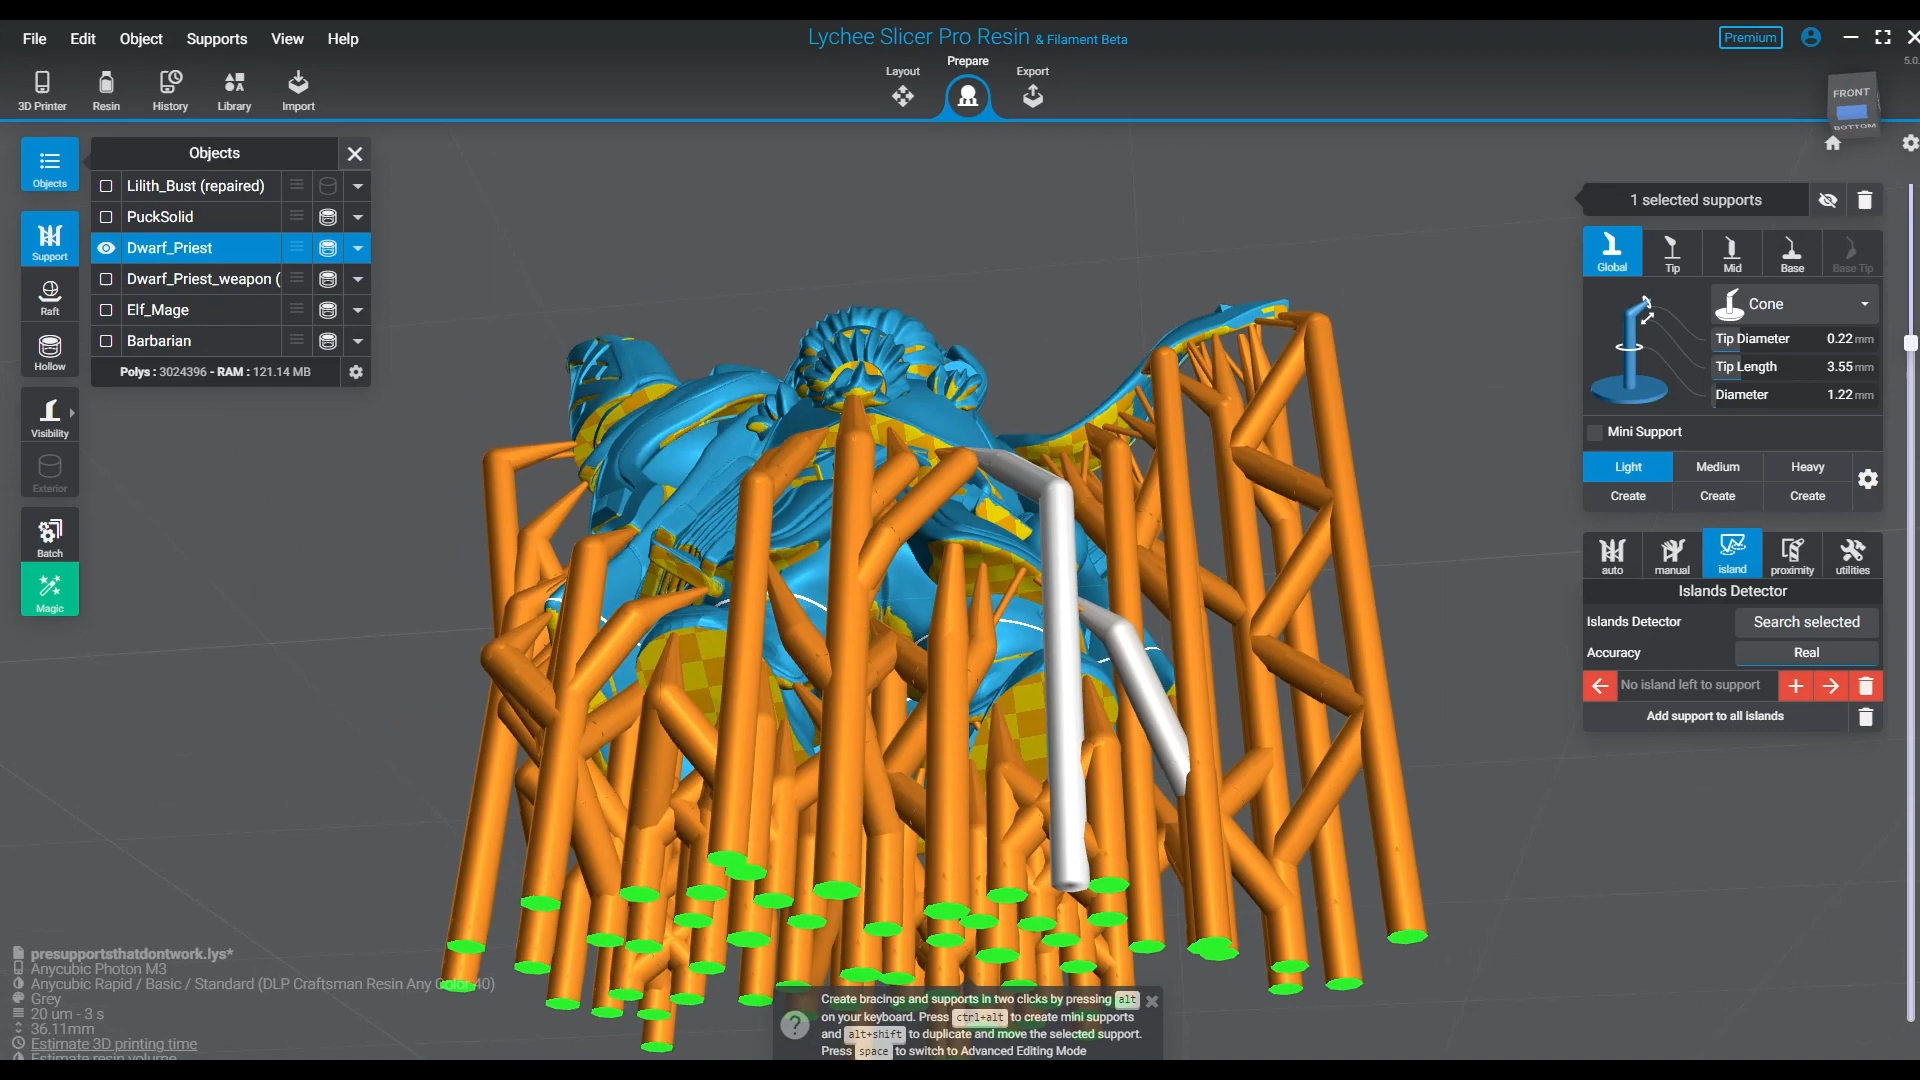 File Edit Object Supports View Help
Lychee Slicer Pro Resin & Filament Beta
Premium
5.0.
3D Printer Resin History Library Import
Layout Prepare Export
FRONT
BOTTOM
Objects
Support
Raft
Hollow
Visibility
Exterior
Batch
Magic
Objects
Lilith_Bust (repaired)
PuckSolid
Dwarf_Priest
Dwarf_Priest_weapon (
Elf_Mage
Barbarian
Polys : 3024396 - RAM : 121.14 MB
1 selected supports
Global Tip Mid Base Base Tip
Cone
Tip Diameter 0.22 mm
Tip Length 3.55 mm
Diameter 1.22 mm
Mini Support
Light Medium Heavy
Create Create Create
auto manual island proximity utilities
Islands Detector
Islands Detector Search selected
Accuracy Real
No island left to support
Add support to all islands
presupportsthatdontwork.lys*
Anycubic Photon M3
Anycubic Rapid / Basic / Standard (DLP Craftsman Resin Any Color 40)
Grey
20 um - 3 s
36.11mm
Estimate 3D printing time
Estimate resin volume
Create bracings and supports in two clicks by pressing alt
on your keyboard. Press ctrl+alt to create mini supports
and alt+shift to duplicate and move the selected support.
Press space to switch to Advanced Editing Mode